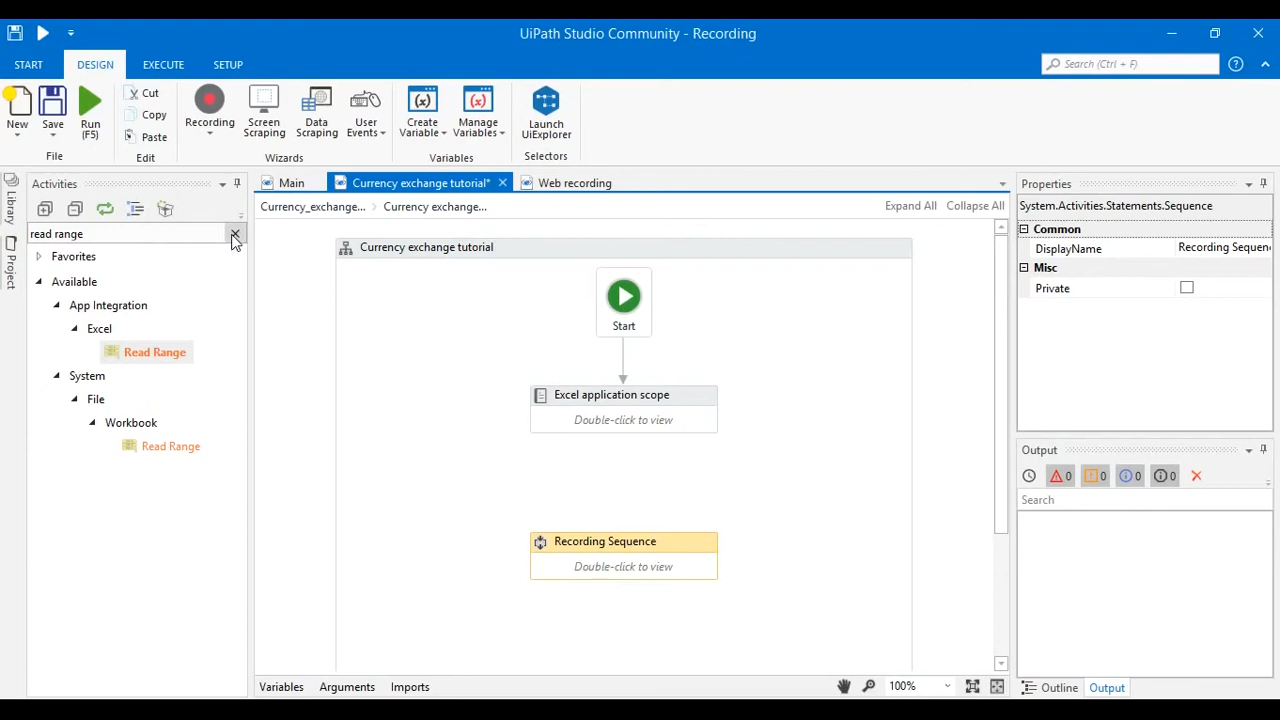 UiPath Studio Community - Recording
START DESIGN EXECUTE SETUP
Search (Ctrl + F)
New
Save
Run
(F5)
Cut
Copy
Paste
Recording
Screen
Scraping
Data
Scraping
User
Events
Create
Variable
Manage
Variables
Launch
UiExplorer
File Edit Wizards Variables Selectors
Library
Project
Activities
read range
Favorites
Available
App Integration
Excel
Read Range
System
File
Workbook
Read Range
Main Currency exchange tutorial* Web recording
Currency_exchange... Currency exchange... Expand All Collapse All
Currency exchange tutorial
Start
Excel application scope
Double-click to view
Recording Sequence
Double-click to view
Variables Arguments Imports 100%
Properties
System.Activities.Statements.Sequence
Common
DisplayName Recording Sequen
Misc
Private
Output
0 0 0 0
Search
Outline Output